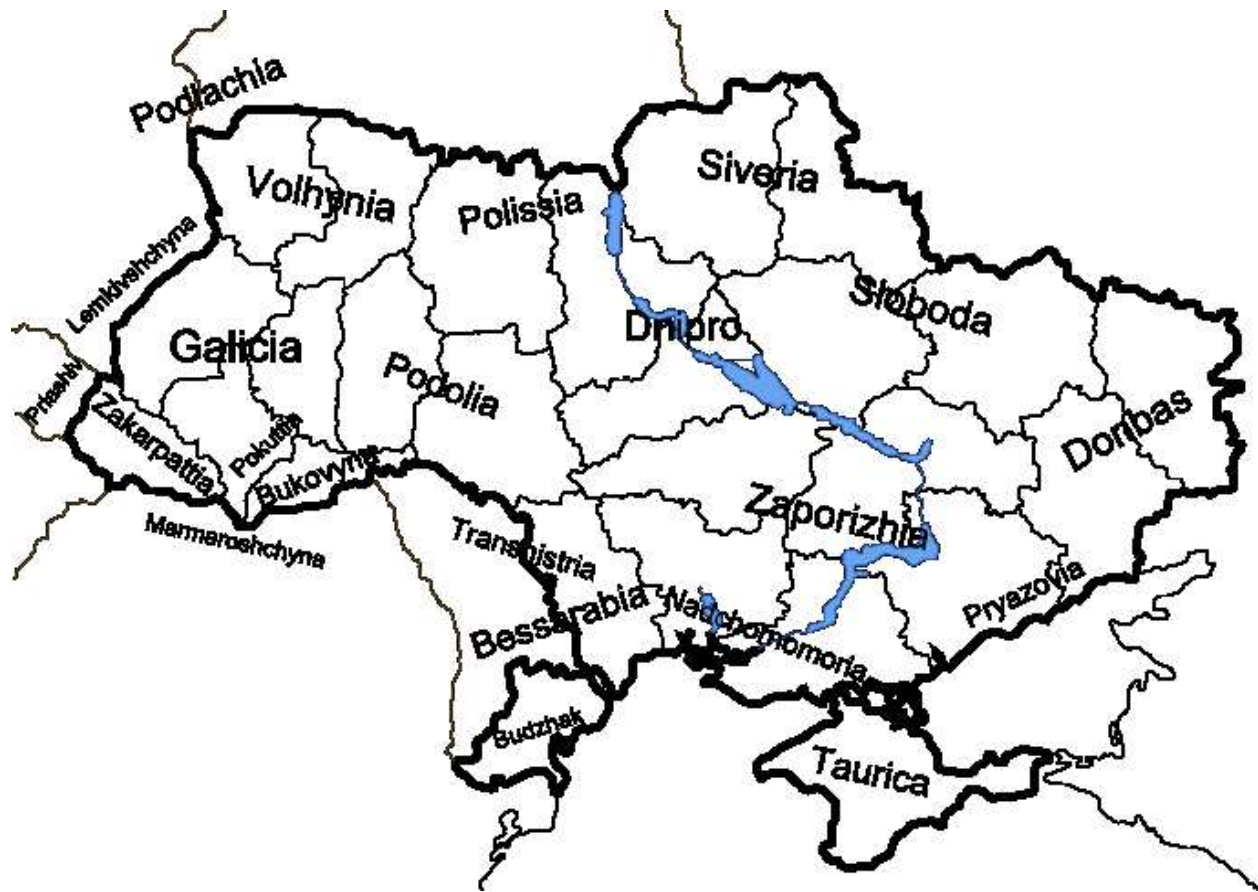 Podlachia
Siveria
Volhynia
Polissia
Lemkivshchyna
Sloboda
Dnipro
Galicia
Podolia
Priashiv
Zakarpattia
Pokuttia
Bukovyna
Donbas
Marmaroshchyna
Zaporizhia
Transnistria
Bessarabia
Nadchornomoria
Pryazovia
Budzhak
Taurica